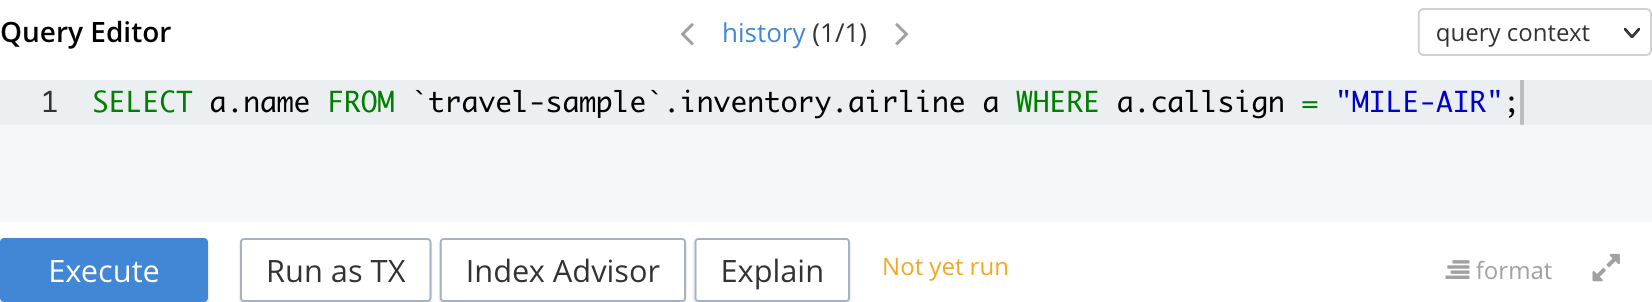 Query Editor history (1/1) query context
1 SELECT a.name FROM `travel-sample`.inventory.airline a WHERE a.callsign = "MILE-AIR";
Execute Run as TX Index Advisor Explain Not yet run format